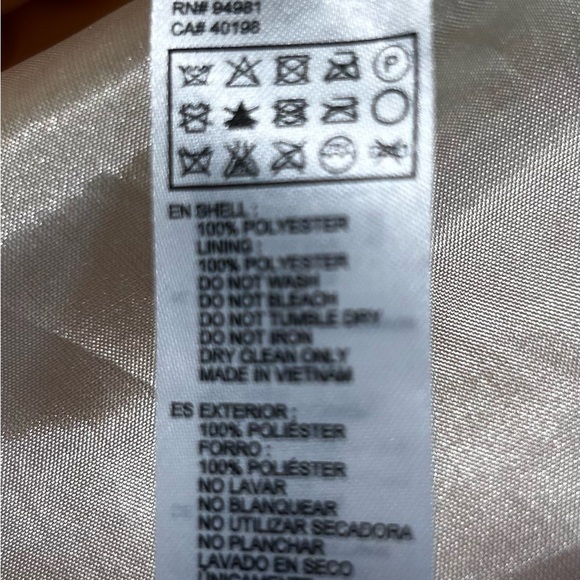 RN# 94981
CA# 40198
P
EN SHELL :
100% POLYESTER
LINING :
100% POLYESTER
DO NOT WASH
DO NOT BLEACH
DO NOT TUMBLE DRY
DO NOT IRON
DRY CLEAN ONLY
MADE IN VIETNAM
ES EXTERIOR :
100% POLIÉSTER
FORRO :
100% POLIÉSTER
NO LAVAR
NO BLANQUEAR
NO UTILIZAR SECADORA
NO PLANCHAR
LAVADO EN SECO
ÚNICAMENTE